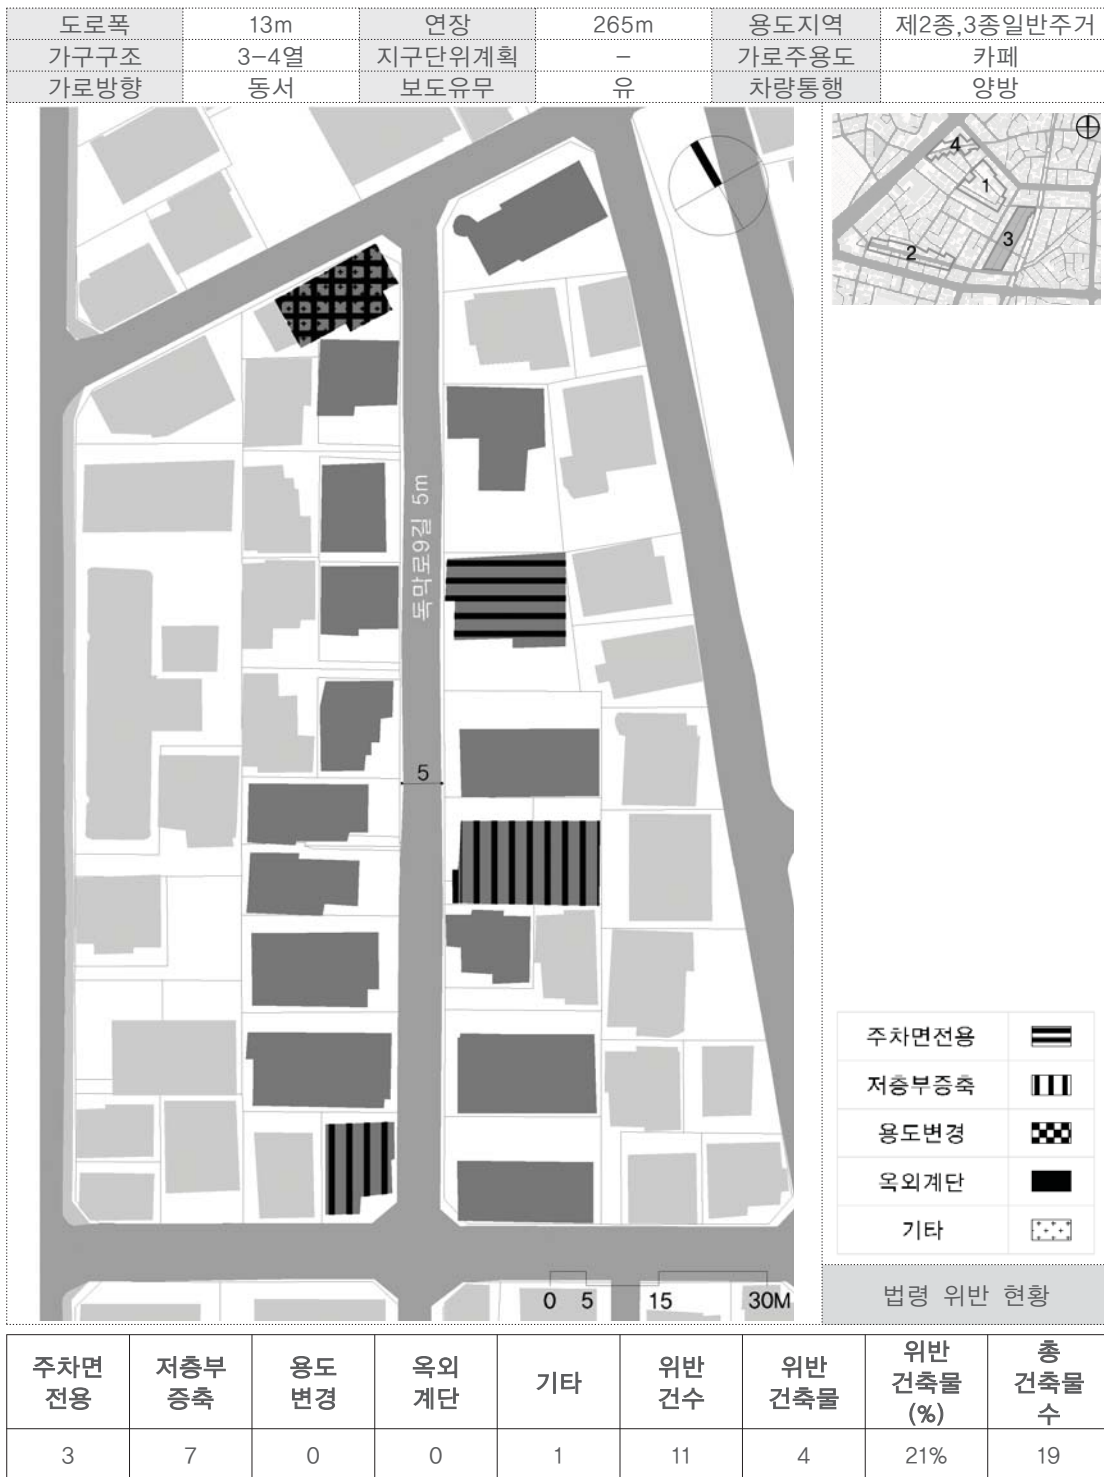 도로폭 13m 연장 265m 용도지역 제2종,3종일반주거
가구구조 3-4열 지구단위계획 - 가로주용도 카페
가로방향 동서 보도유무 유 차량통행 양방
4
1
3
2
독막로9길 5m
5
주차면전용
저층부증축
용도변경
옥외계단
기타
0 5 15 30M
법령 위반 현황
주차면 저층부 용도 옥외 기타 위반 위반 위반 총
전용 증축 변경 계단 건수 건축물 건축물 건축물
(%) 수
3 7 0 0 1 11 4 21% 19